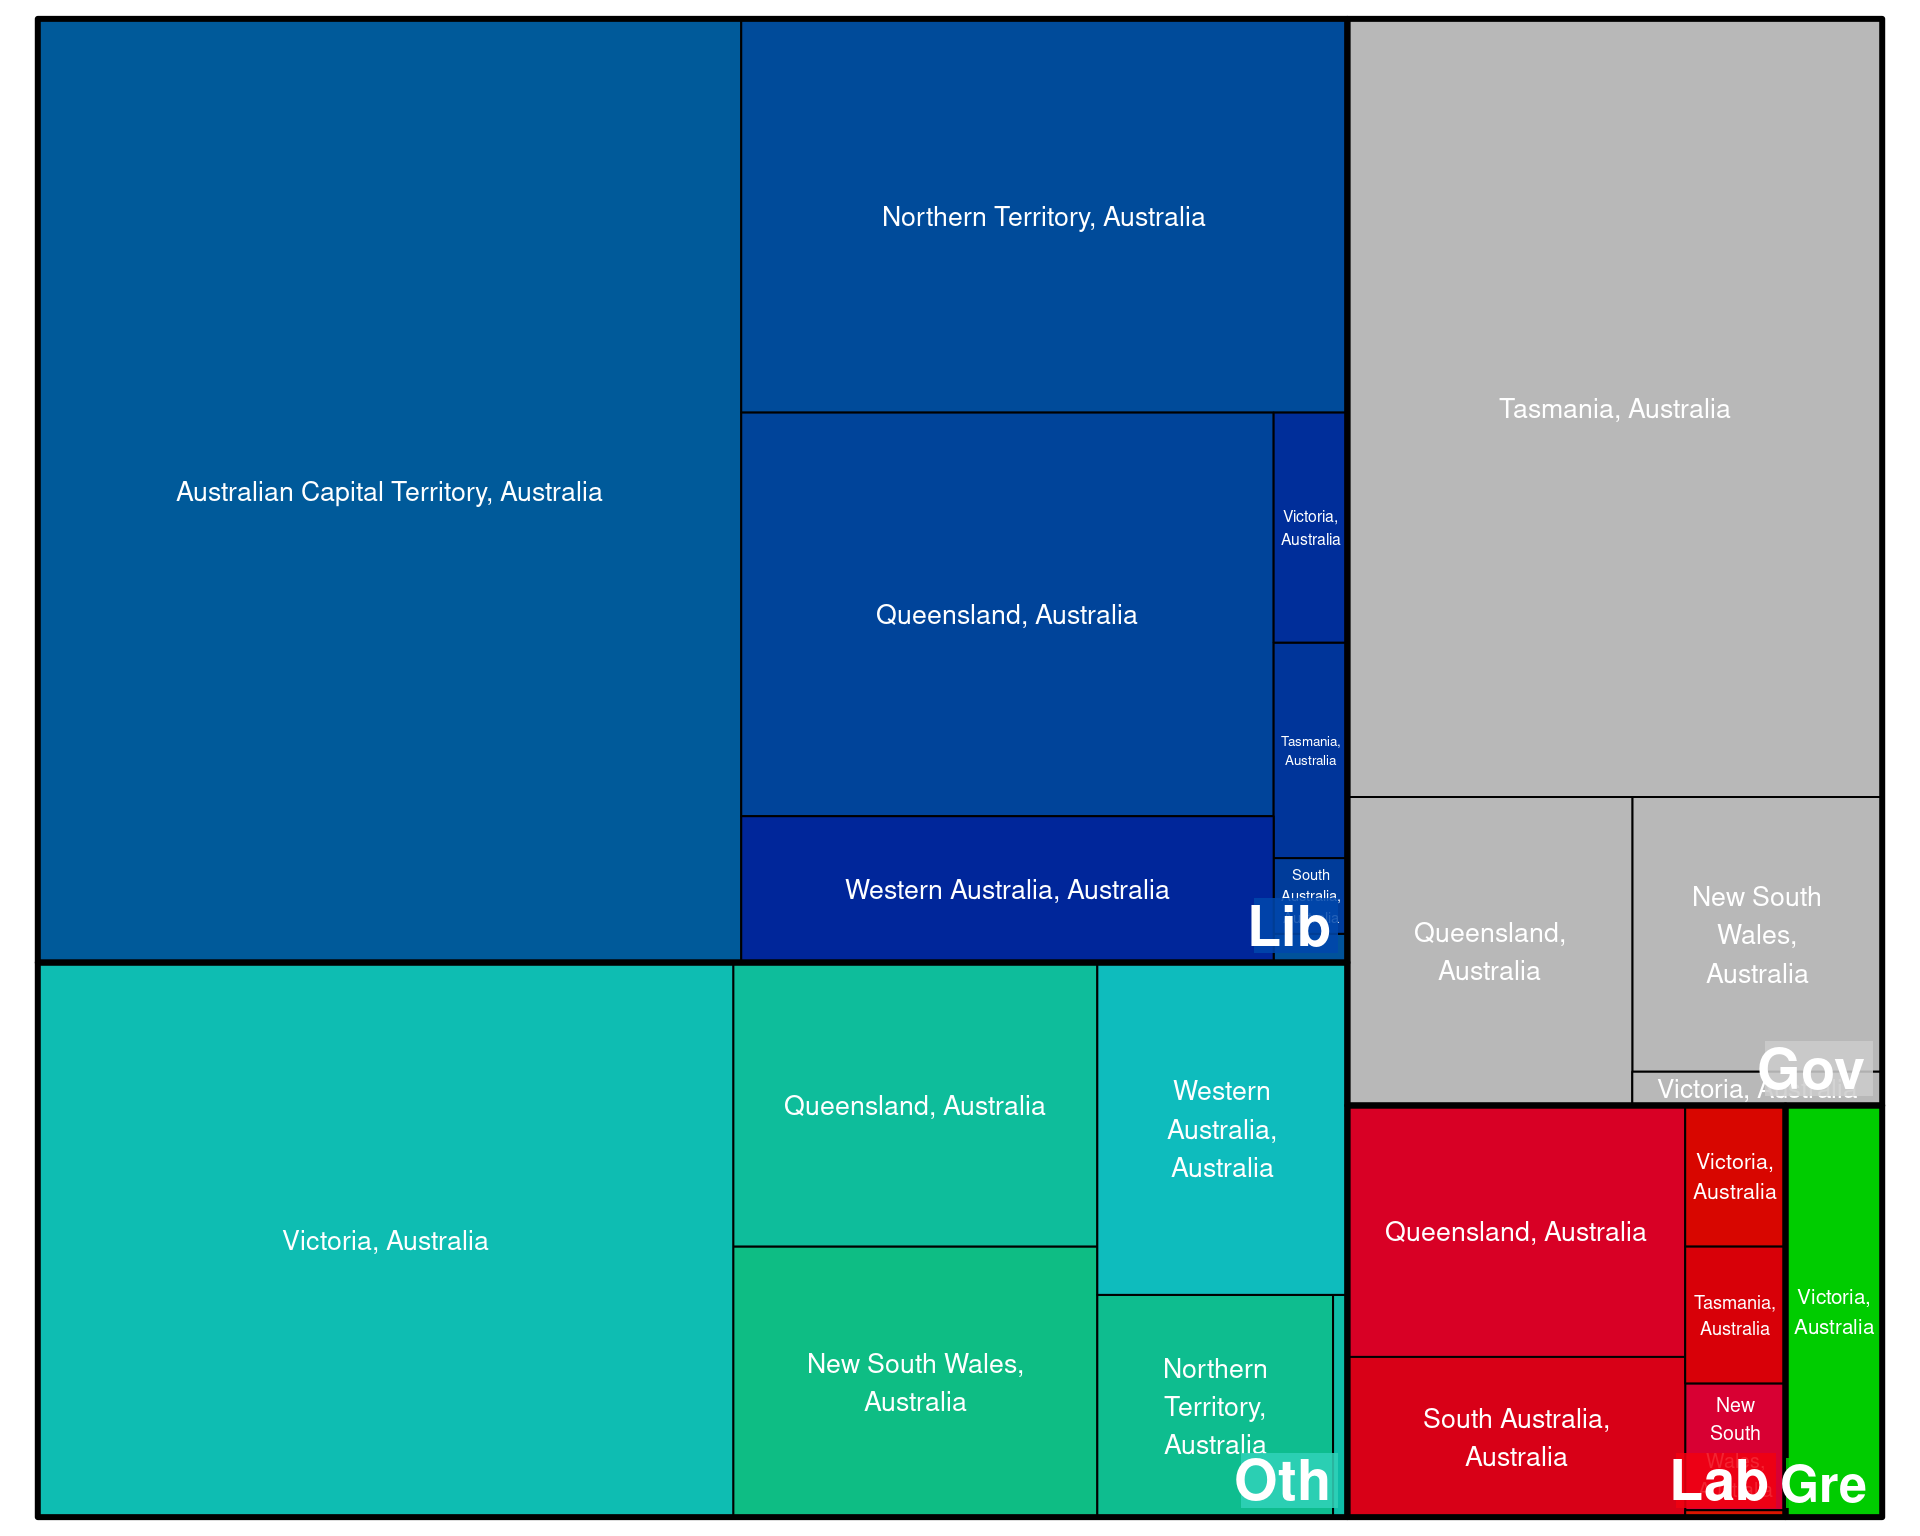 Australian Capital Territory, Australia
Northern Territory, Australia
Queensland, Australia
Victoria,
Australia
Tasmania,
Australia
Western Australia, Australia
South
Australia,
Lib
Tasmania, Australia
Queensland,
Australia
New South
Wales,
Australia
Victoria, Australia
Gov
Victoria, Australia
Queensland, Australia
New South Wales,
Australia
Western
Australia,
Australia
Northern
Territory,
Australia
Oth
Queensland, Australia
South Australia,
Australia
Victoria,
Australia
Tasmania,
Australia
New
South
Wales,
Lab
Victoria,
Australia
Gre